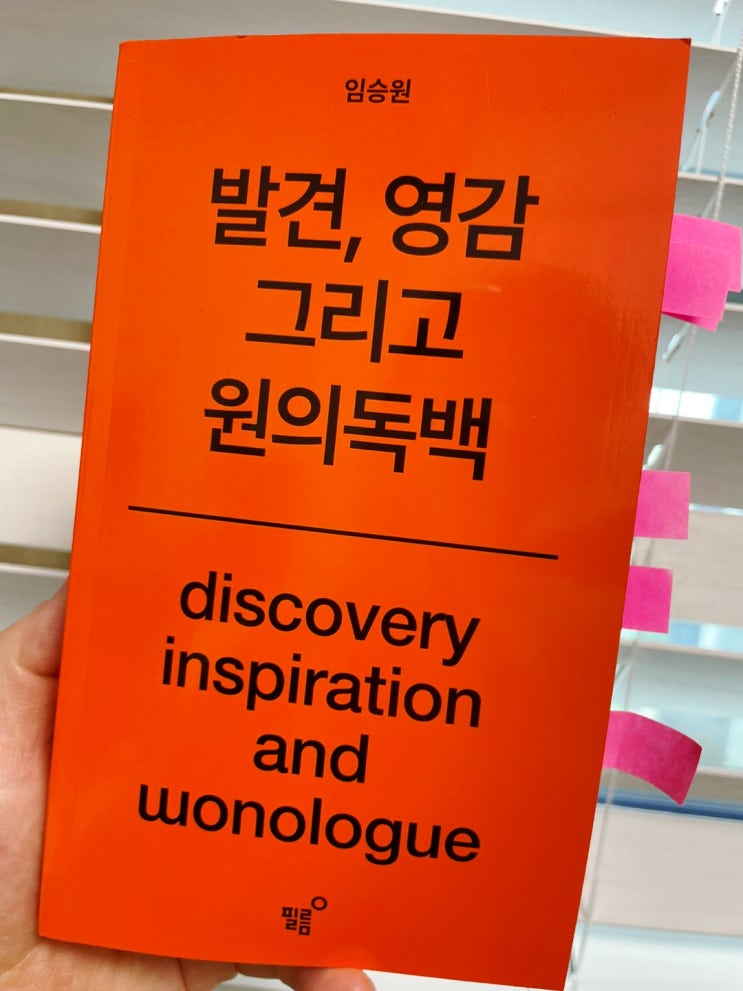 임승원
발견, 영감
그리고
원의독백
discovery
inspiration
and
wonologue
필름